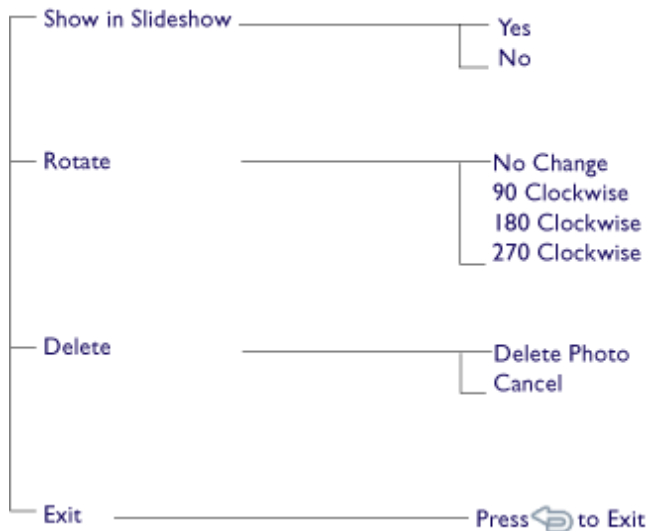 Show in Slideshow
Yes
No
Rotate
No Change
90 Clockwise
180 Clockwise
270 Clockwise
Delete
Delete Photo
Cancel
Exit
Press to Exit